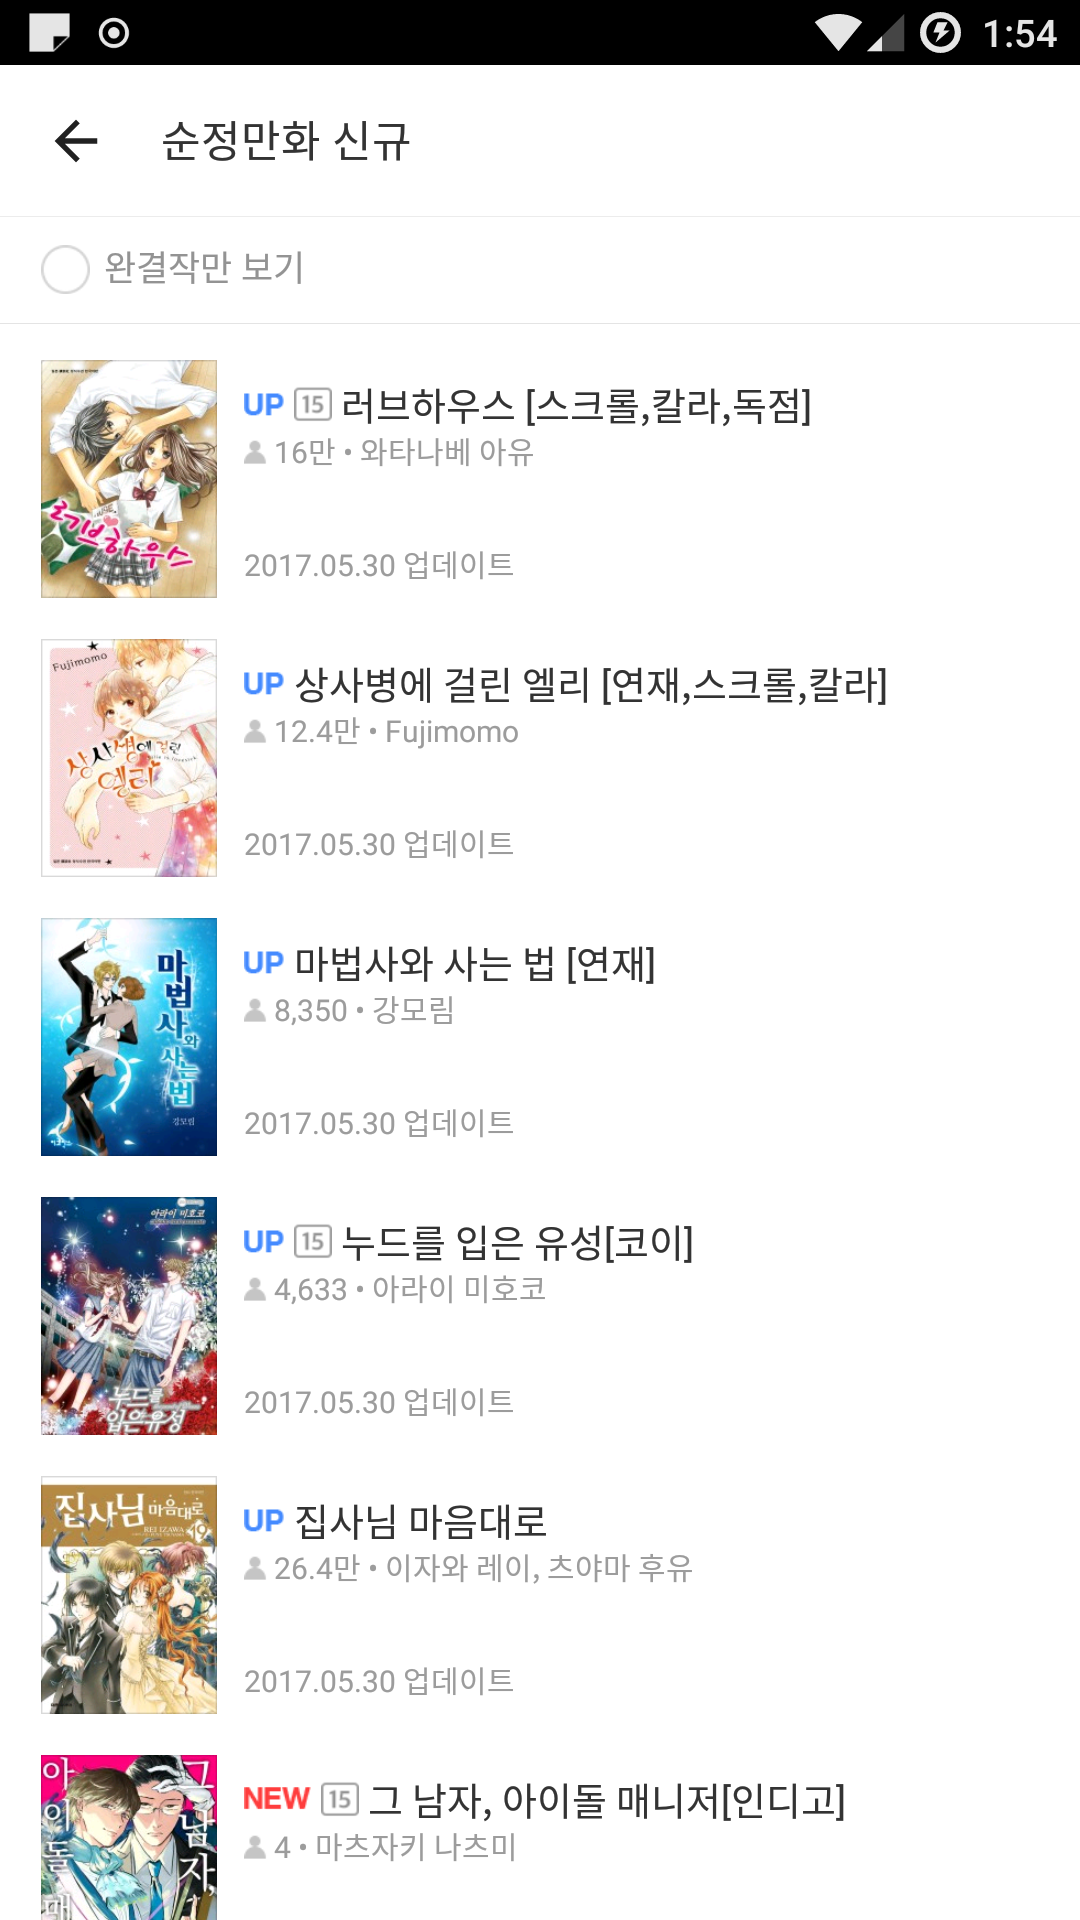 1:54
순정만화 신규
완결작만 보기
러브하우스
UP 15 러브하우스 [스크롤,칼라,독점]
16만 • 와타나베 아유
2017.05.30 업데이트
Fujimomo
상사병에 걸린
엘리
UP 상사병에 걸린 엘리 [연재,스크롤,칼라]
12.4만 • Fujimomo
2017.05.30 업데이트
마법사와
사는 법
강모림
UP 마법사와 사는 법 [연재]
8,350 • 강모림
2017.05.30 업데이트
아라이 미호코
누드를
입은 유성
UP 15 누드를 입은 유성[코이]
4,633 • 아라이 미호코
2017.05.30 업데이트
집사님 마음대로
REI IZAWA
19
UP 집사님 마음대로
26.4만 • 이자와 레이, 츠야마 후유
2017.05.30 업데이트
그 남자,
아이돌 매
NEW 15 그 남자, 아이돌 매니저[인디고]
4 • 마츠자키 나츠미